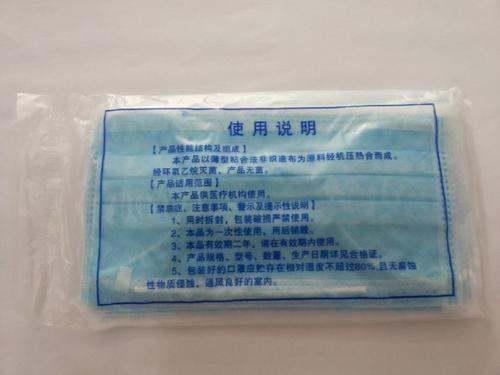 使用说明
【产品性能结构及组成】
本产品以薄型粘合法非织造布为原料经机压热合而成。
经环氧乙烷灭菌，产品无菌。
【产品适用范围】
本产品供医疗机构使用。
【禁忌症、注意事项、警示及提示性说明】
1、用时拆封，包装破损严禁使用。
2、本品为一次性使用，用后销毁。
3、本品有效期二年，请在有效期内使用。
4、产品规格、型号、数量、生产日期详见合格证。
5、包装好的口罩应贮存在相对湿度不超过80%，且无腐蚀
性物质侵蚀，通风良好的室内。